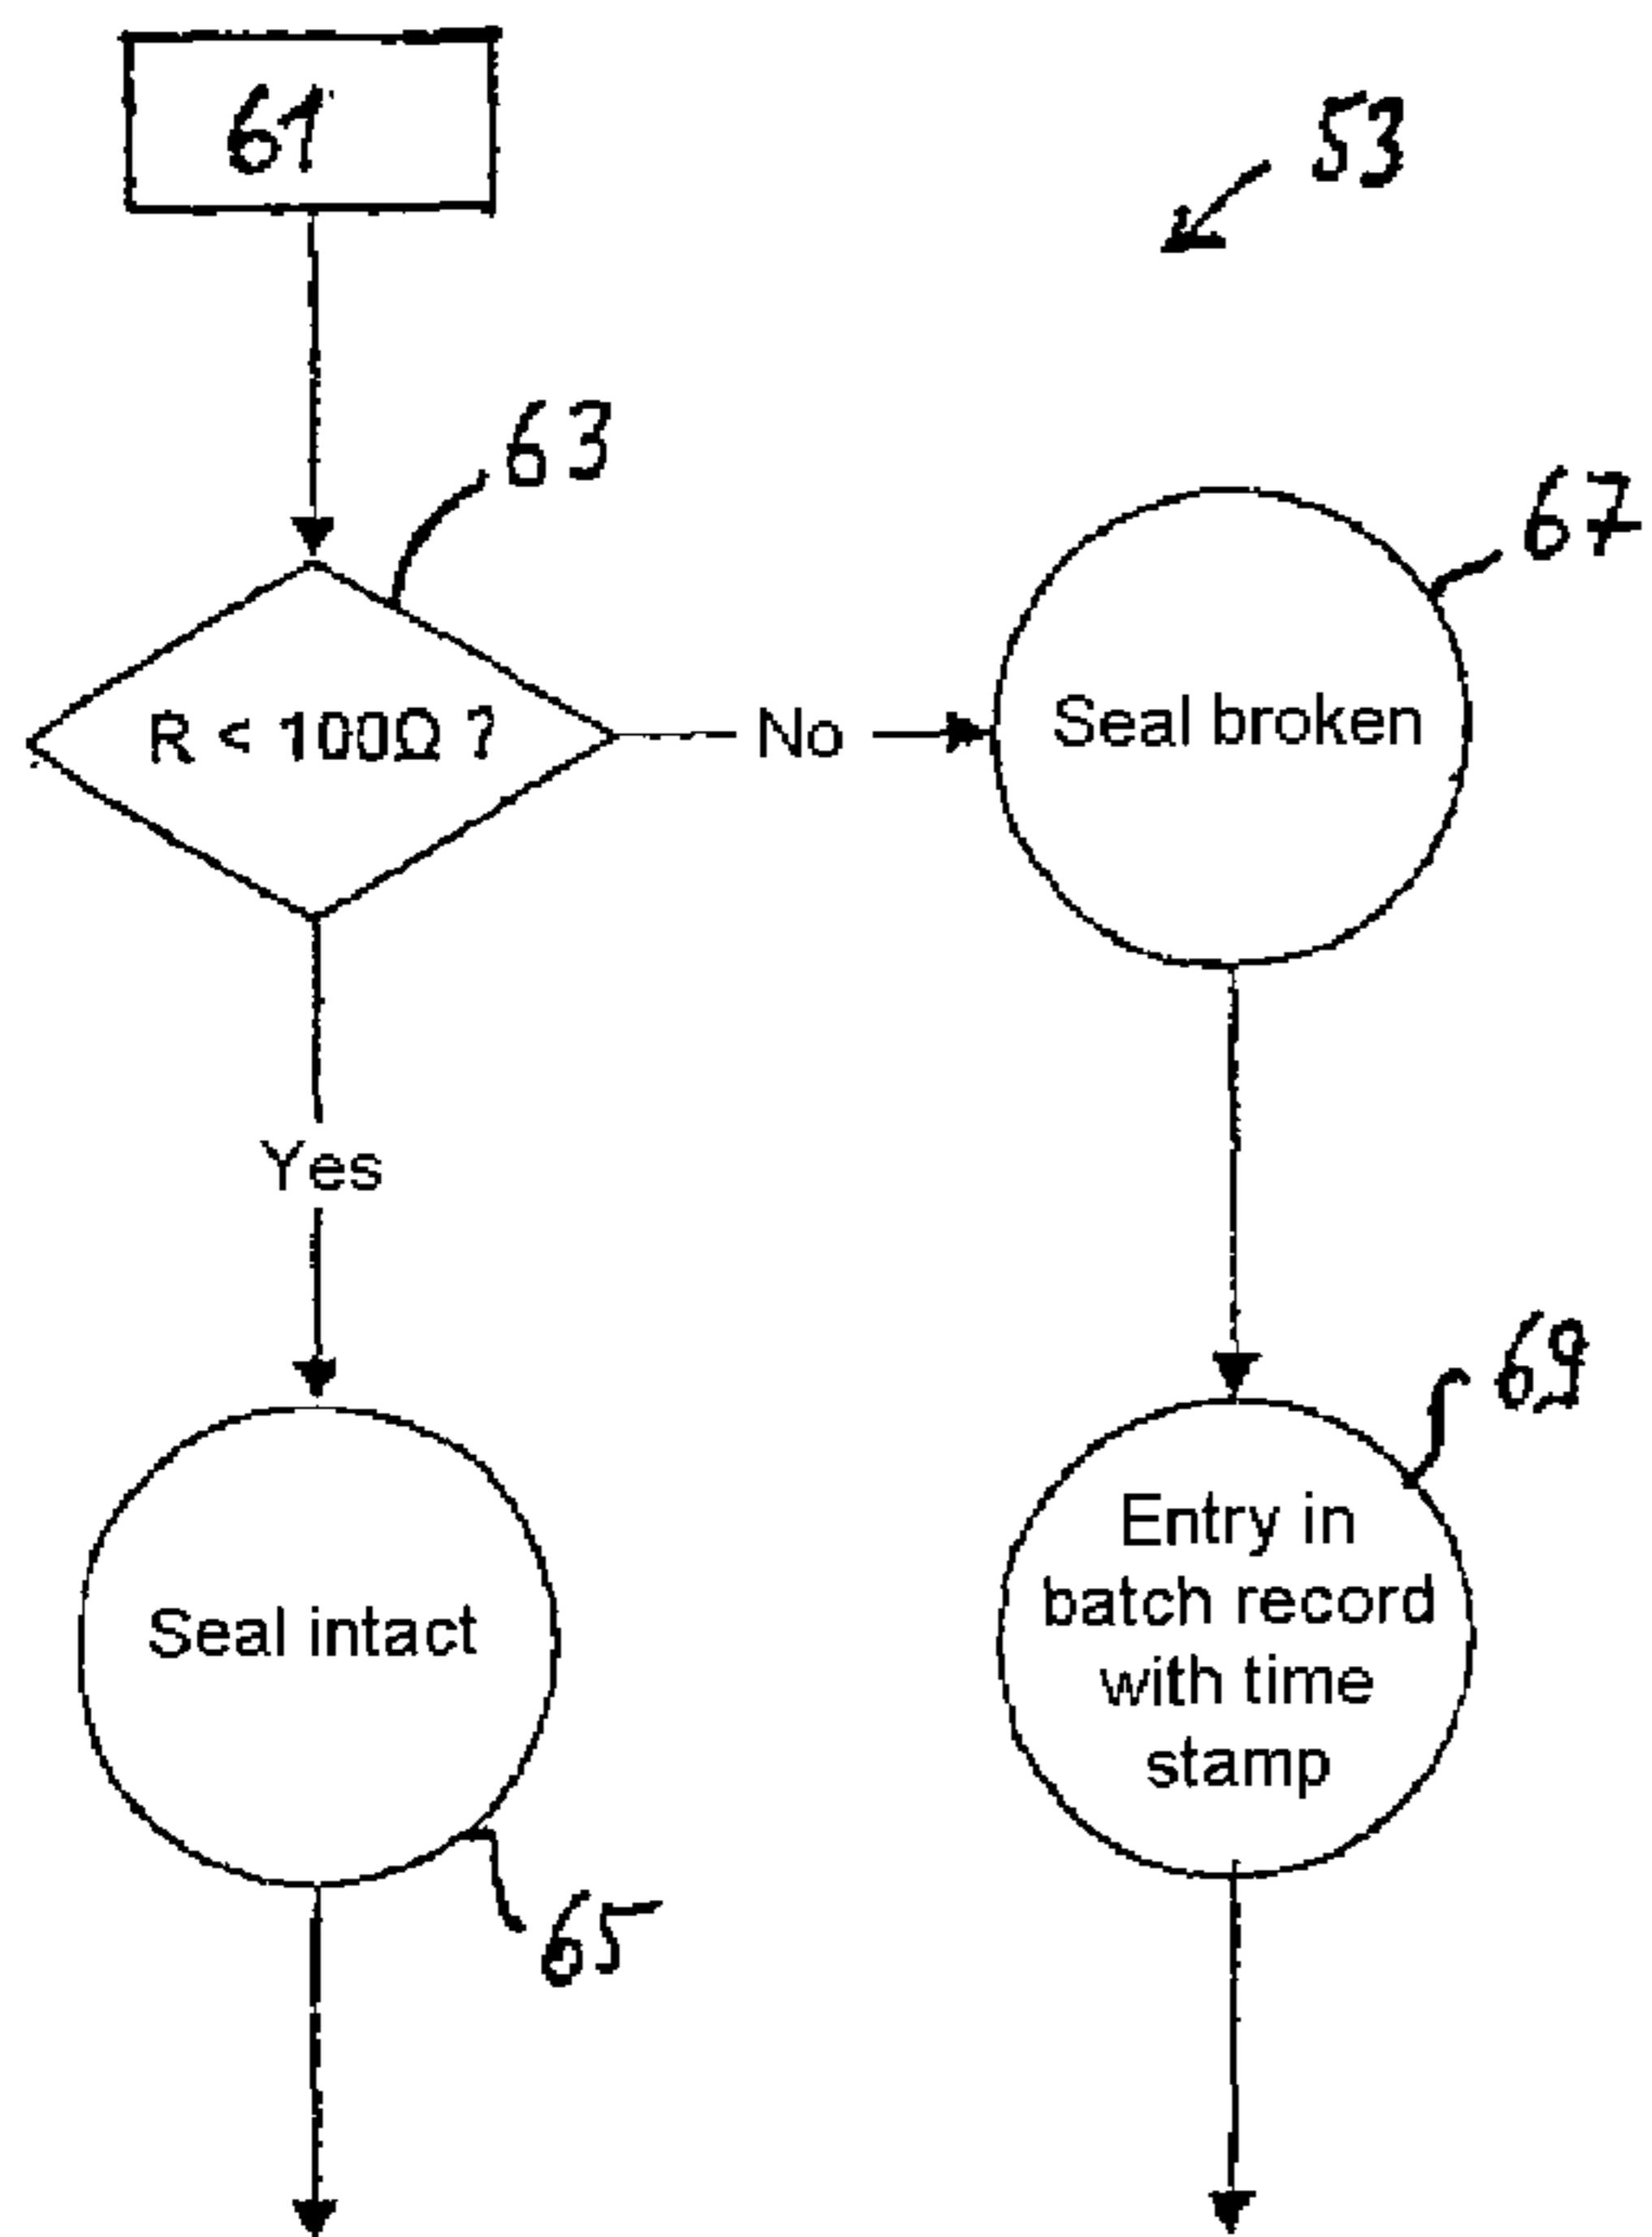 61
53
63
67
R < 100Ω ?
No
Seal broken
Yes
69
Entry in
batch record
with time
stamp
Seal intact
65